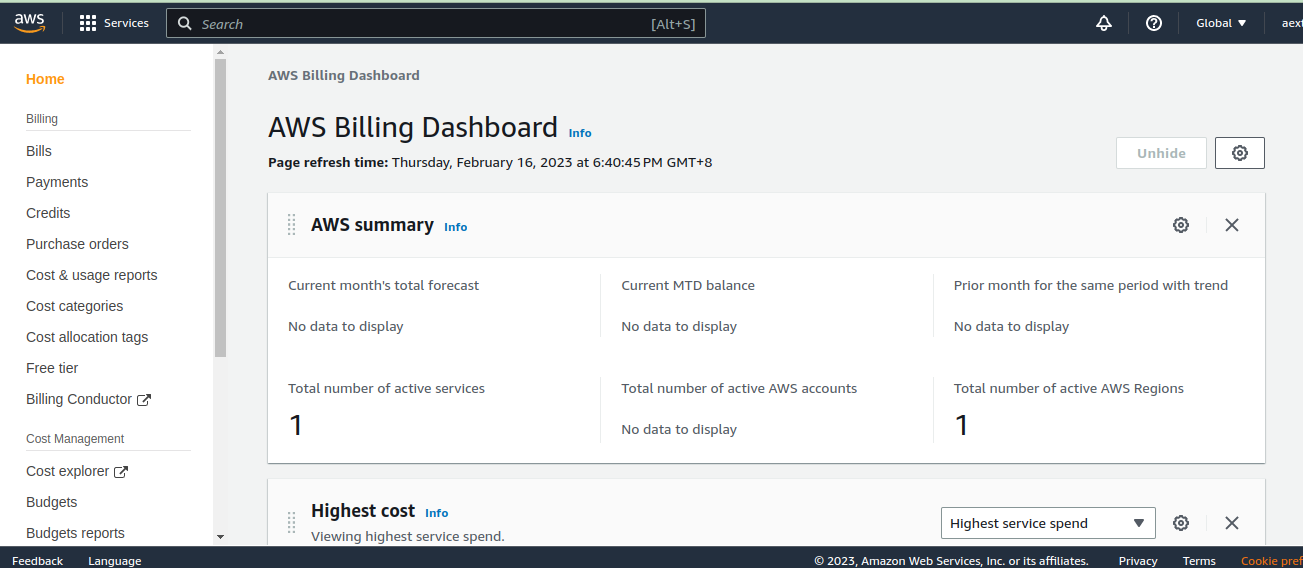 aws Services Search [Alt+S] Global
Home
Billing
Bills
Payments
Credits
Purchase orders
Cost & usage reports
Cost categories
Cost allocation tags
Free tier
Billing Conductor
Cost Management
Cost explorer
Budgets
Budgets reports
AWS Billing Dashboard
AWS Billing Dashboard Info
Page refresh time: Thursday, February 16, 2023 at 6:40:45 PM GMT+8
Unhide
AWS summary Info
Current month's total forecast
No data to display
Current MTD balance
No data to display
Prior month for the same period with trend
No data to display
Total number of active services
1
Total number of active AWS accounts
No data to display
Total number of active AWS Regions
1
Highest cost Info
Viewing highest service spend.
Highest service spend
Feedback Language © 2023, Amazon Web Services, Inc. or its affiliates. Privacy Terms Cookie